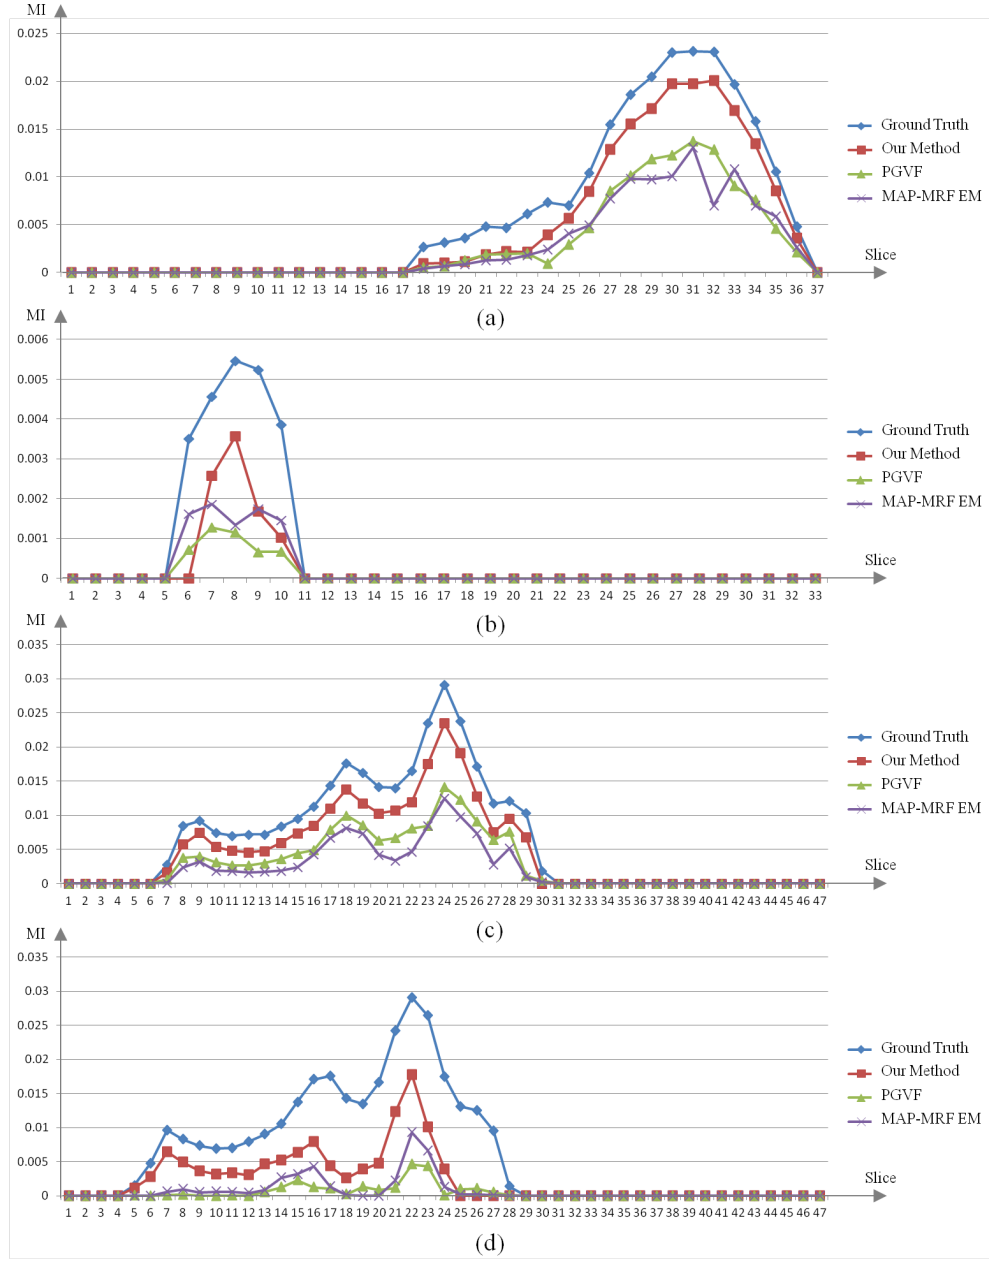 MI
0.025
0.02
0.015
0.01
0.005
0
1 2 3 4 5 6 7 8 9 10 11 12 13 14 15 16 17 18 19 20 21 22 23 24 25 26 27 28 29 30 31 32 33 34 35 36 37
Slice
Ground Truth
Our Method
PGVF
MAP-MRF EM
(a)
MI
0.006
0.005
0.004
0.003
0.002
0.001
0
1 2 3 4 5 6 7 8 9 10 11 12 13 14 15 16 17 18 19 20 21 22 23 24 25 26 27 28 29 30 31 32 33
Slice
Ground Truth
Our Method
PGVF
MAP-MRF EM
(b)
MI
0.035
0.03
0.025
0.02
0.015
0.01
0.005
0
1 2 3 4 5 6 7 8 9 10 11 12 13 14 15 16 17 18 19 20 21 22 23 24 25 26 27 28 29 30 31 32 33 34 35 36 37 38 39 40 41 42 43 44 45 46 47
Slice
Ground Truth
Our Method
PGVF
MAP-MRF EM
(c)
MI
0.035
0.03
0.025
0.02
0.015
0.01
0.005
0
1 2 3 4 5 6 7 8 9 10 11 12 13 14 15 16 17 18 19 20 21 22 23 24 25 26 27 28 29 30 31 32 33 34 35 36 37 38 39 40 41 42 43 44 45 46 47
Slice
Ground Truth
Our Method
PGVF
MAP-MRF EM
(d)